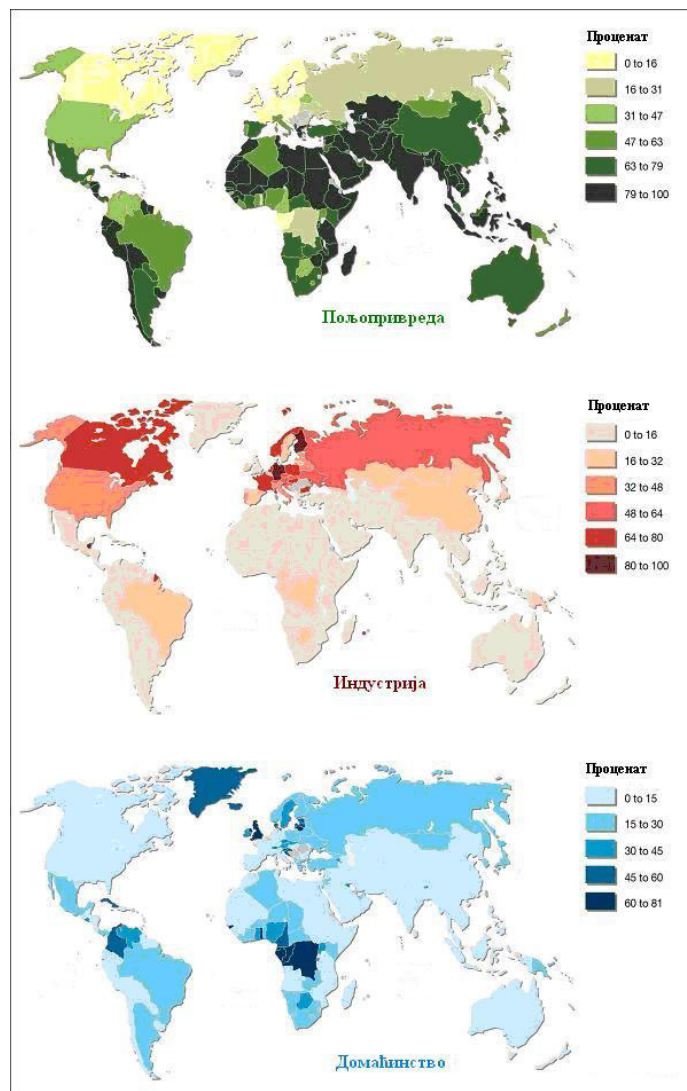 Проценат
0 to 16
16 to 31
31 to 47
47 to 63
63 to 79
79 to 100
Пољопривреда
Проценат
0 to 16
16 to 32
32 to 48
48 to 64
64 to 80
80 to 100
Индустрија
Проценат
0 to 15
15 to 30
30 to 45
45 to 60
60 to 81
Домаћинство